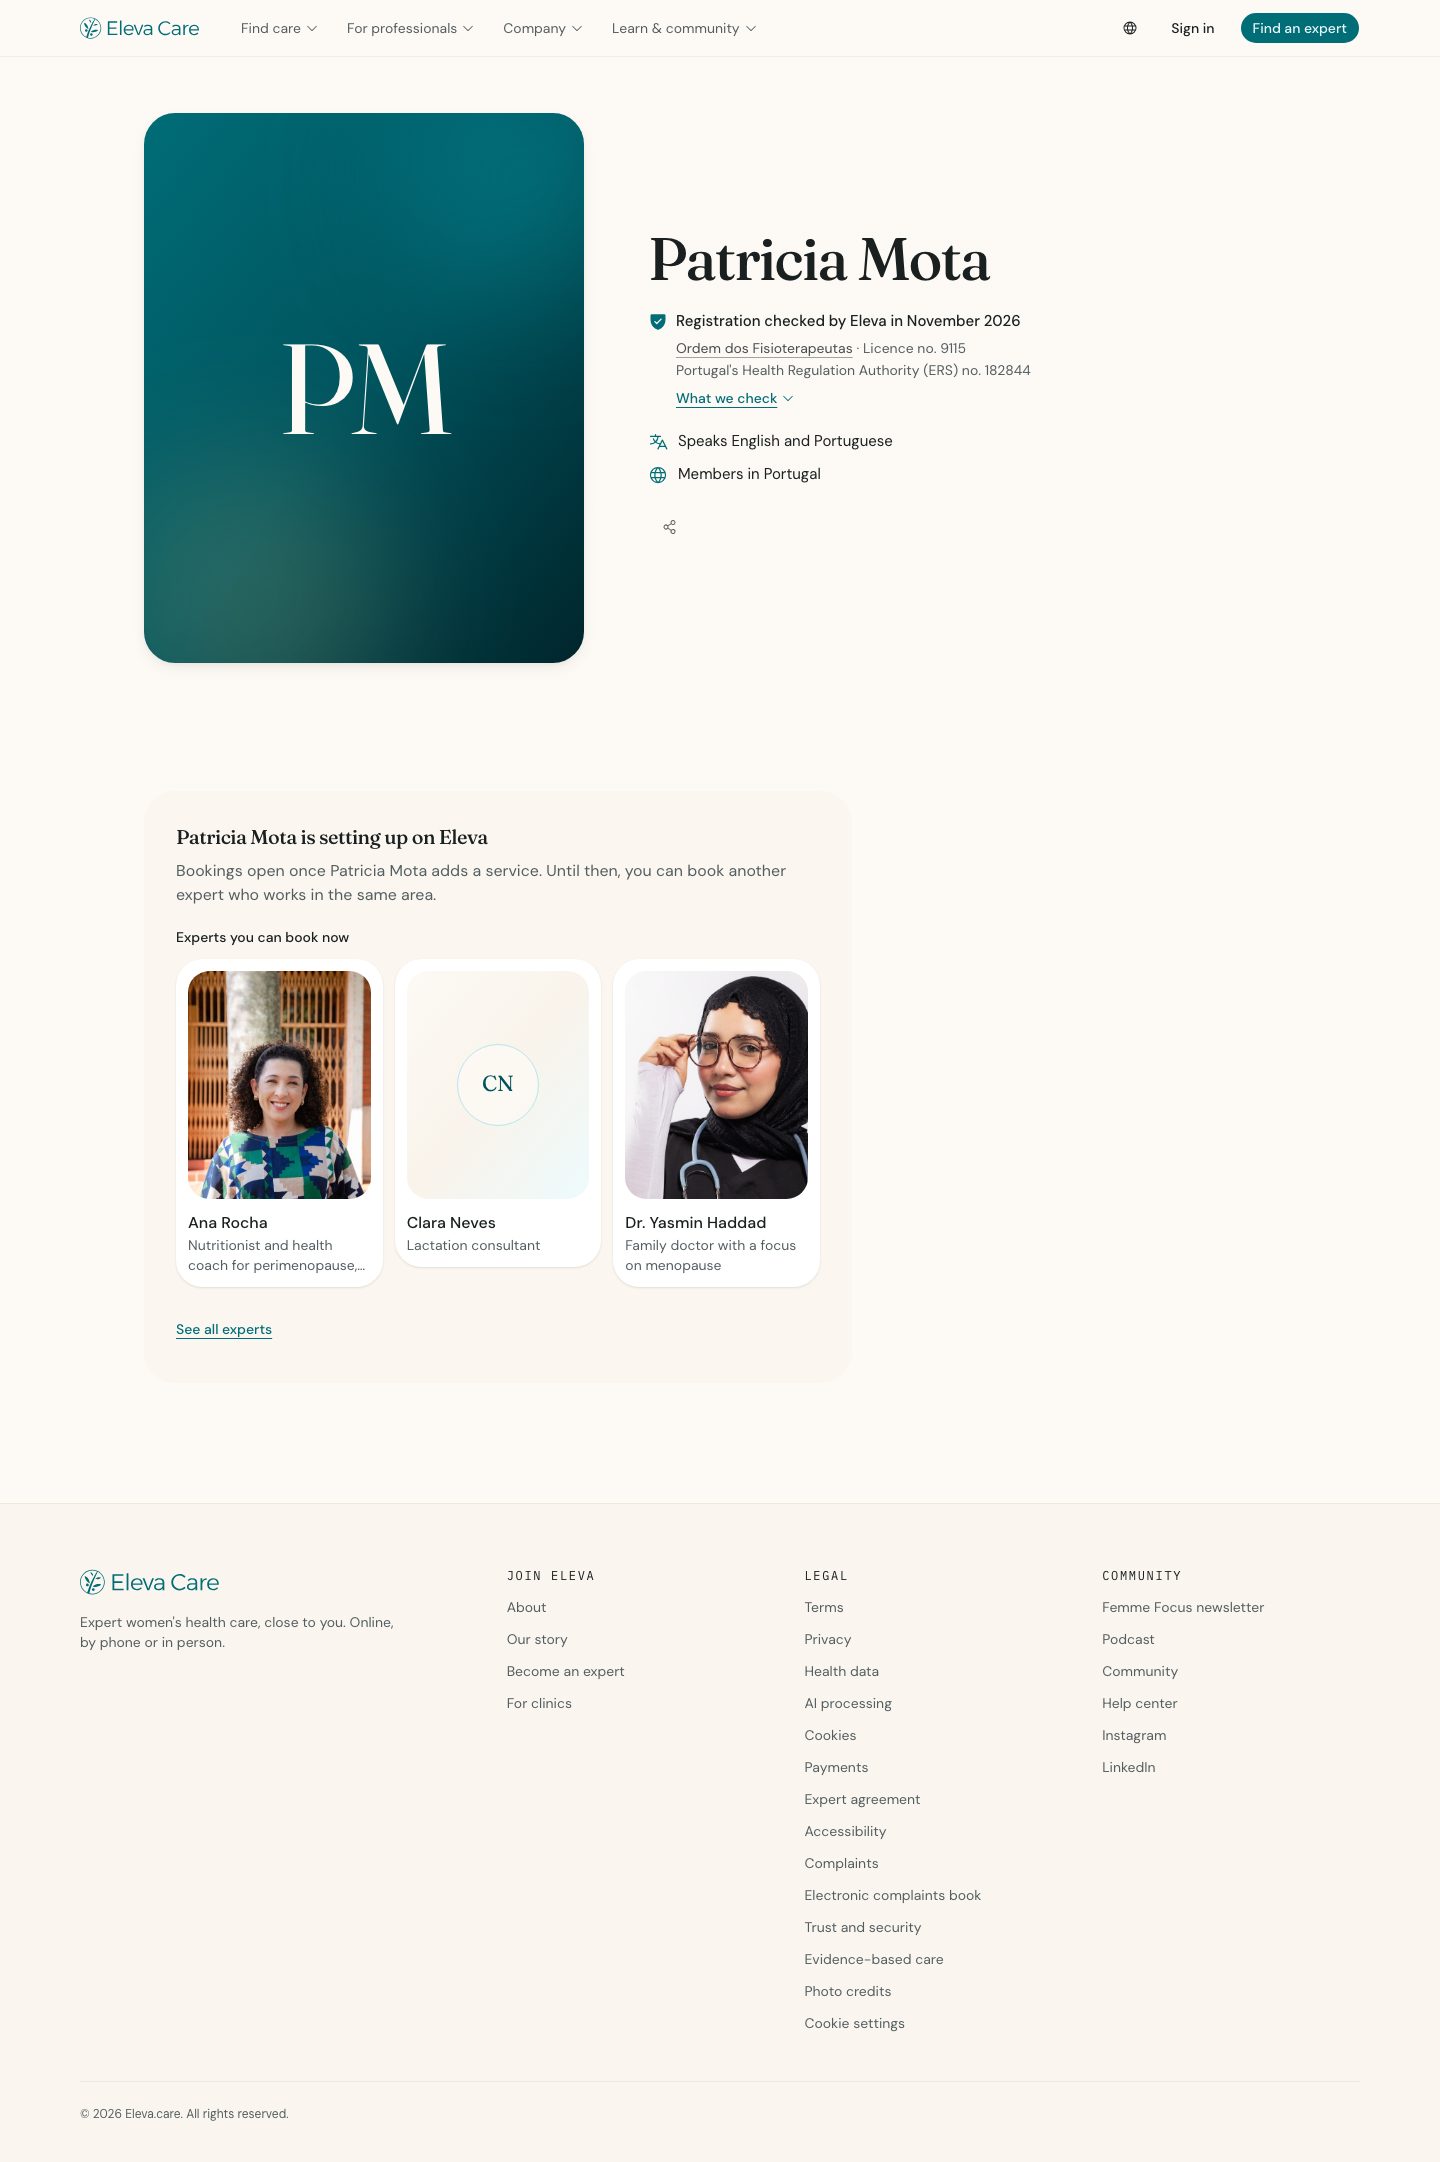 Eleva Care
Find care
For professionals
Company
Learn & community
Sign in
Find an expert
PM
Patricia Mota
Registration checked by Eleva in November 2026
Ordem dos Fisioterapeutas · Licence no. 9115
Portugal's Health Regulation Authority (ERS) no. 182844
What we check
Speaks English and Portuguese
Members in Portugal
Patricia Mota is setting up on Eleva
Bookings open once Patricia Mota adds a service. Until then, you can book another
expert who works in the same area.
Experts you can book now
Ana Rocha
Nutritionist and health
coach for perimenopause,...
CN
Clara Neves
Lactation consultant
Dr. Yasmin Haddad
Family doctor with a focus
on menopause
See all experts
Eleva Care
Expert women's health care, close to you. Online,
by phone or in person.
JOIN ELEVA
About
Our story
Become an expert
For clinics
LEGAL
Terms
Privacy
Health data
AI processing
Cookies
Payments
Expert agreement
Accessibility
Complaints
Electronic complaints book
Trust and security
Evidence-based care
Photo credits
Cookie settings
COMMUNITY
Femme Focus newsletter
Podcast
Community
Help center
Instagram
LinkedIn
© 2026 Eleva.care. All rights reserved.